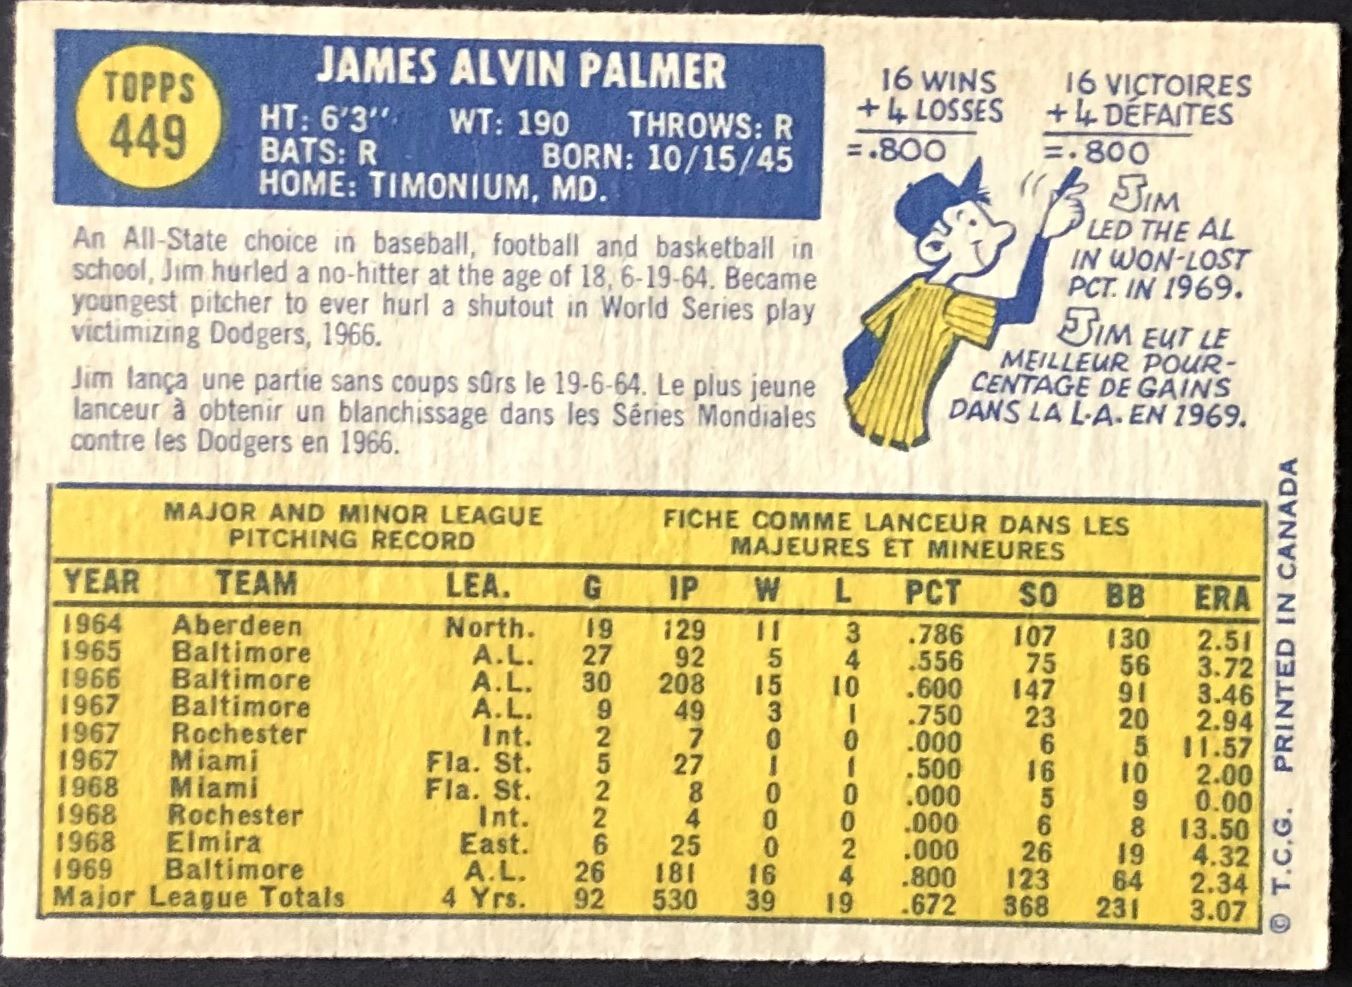 TOPPS
449
JAMES ALVIN PALMER
HT: 6'3" WT: 190 THROWS: R
BATS: R BORN: 10/15/45
HOME: TIMONIUM, MD.
An All-State choice in baseball, football and basketball in
school, Jim hurled a no-hitter at the age of 18, 6-19-64. Became
youngest pitcher to ever hurl a shutout in World Series play
victimizing Dodgers, 1966.
Jim lança une partie sans coups sûrs le 19-6-64. Le plus jeune
lanceur à obtenir un blanchissage dans les Séries Mondiales
contre les Dodgers en 1966.
16 WINS
+ 4 LOSSES
=.800
16 VICTOIRES
+ 4 DÉFAITES
=.800
JIM
LED THE AL
IN WON-LOST
PCT. IN 1969.
JIM EUT LE
MEILLEUR POUR-
CENTAGE DE GAINS
DANS LA L.A. EN 1969.
MAJOR AND MINOR LEAGUE
PITCHING RECORD
FICHE COMME LANCEUR DANS LES
MAJEURES ET MINEURES
YEAR TEAM LEA. G IP W L PCT SO BB ERA
1964 Aberdeen North. 19 129 11 3 .786 107 130 2.51
1965 Baltimore A.L. 27 92 5 4 .556 75 56 3.72
1966 Baltimore A.L. 30 208 15 10 .600 147 91 3.46
1967 Baltimore A.L. 9 49 3 1 .750 23 20 2.94
1967 Rochester Int. 2 7 0 0 .000 6 5 11.57
1967 Miami Fla. St. 5 27 1 1 .500 16 10 2.00
1968 Miami Fla. St. 2 8 0 0 .000 5 9 0.00
1968 Rochester Int. 2 4 0 0 .000 6 8 13.50
1968 Elmira East. 6 25 0 2 .000 26 19 4.32
1969 Baltimore A.L. 26 181 16 4 .800 123 64 2.34
Major League Totals 4 Yrs. 92 530 39 19 .672 368 231 3.07
© T.C.G. PRINTED IN CANADA